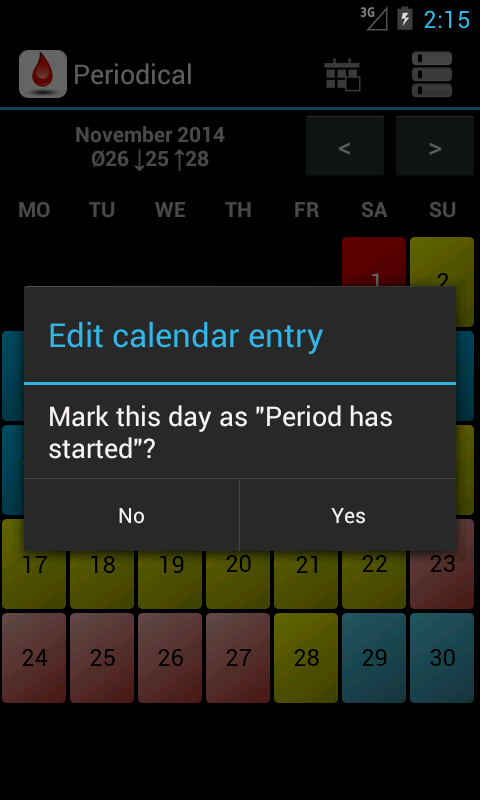 3G 2:15
Periodical
November 2014
Ø26 ↓25 ↑28
< >
MO TU WE TH FR SA SU
1 2
Edit calendar entry
Mark this day as "Period has
started"?
No Yes
17 18 19 20 21 22 23
24 25 26 27 28 29 30